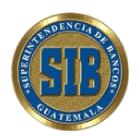 SUPERINTENDENCIA DE BANCOS
SIB
GUATEMALA